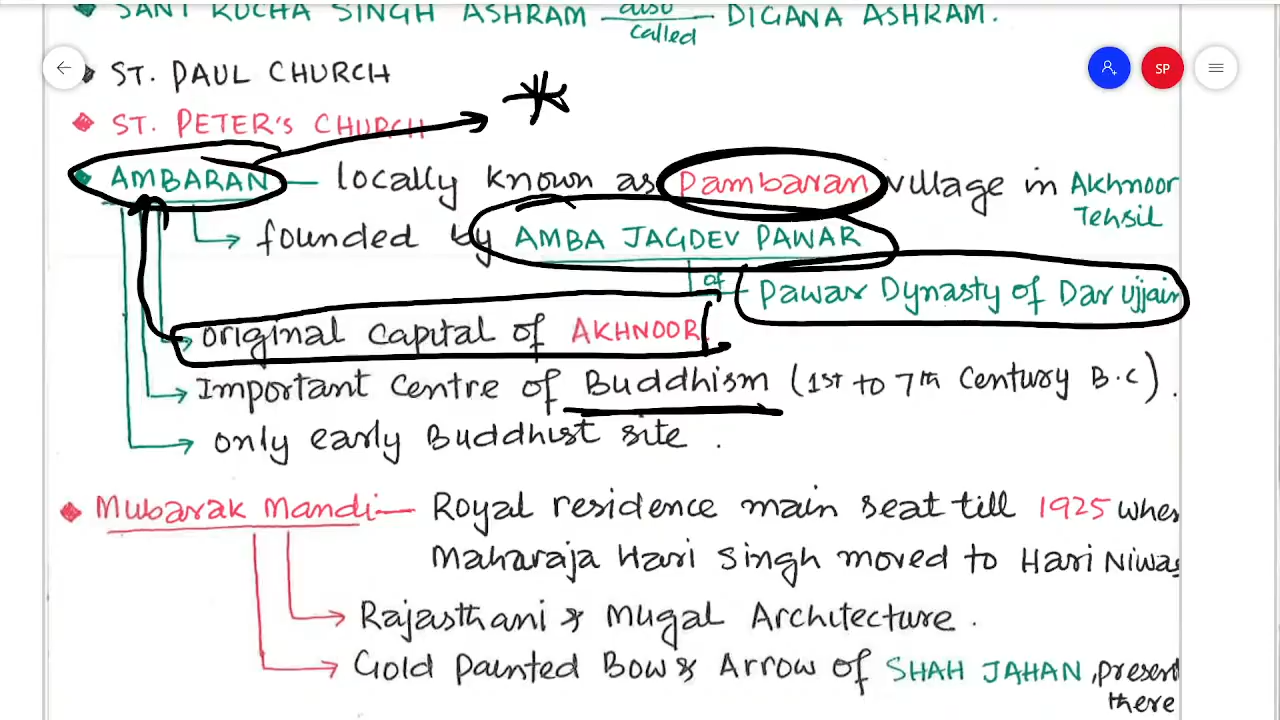 SANT ROCHA SINGH ASHRAM also called DIGANA ASHRAM.
ST. PAUL CHURCH
SP
ST. PETER'S CHURCH
AMBARAN — locally known as Pambaran village in Akhnoor Tehsil
founded by AMBA JAGDEV PAWAR
of Pawar Dynasty of Dar ujjain
original capital of AKHNOOR.
Important Centre of Buddhism (1st to 7th Century B.C).
only early Buddhist site.
Mubarak Mandi — Royal residence main seat till 1925 when
Maharaja Hari Singh moved to Hari Niwas
Rajasthani & Mugal Architecture.
Gold Painted Bow & Arrow of SHAH JAHAN, present
there